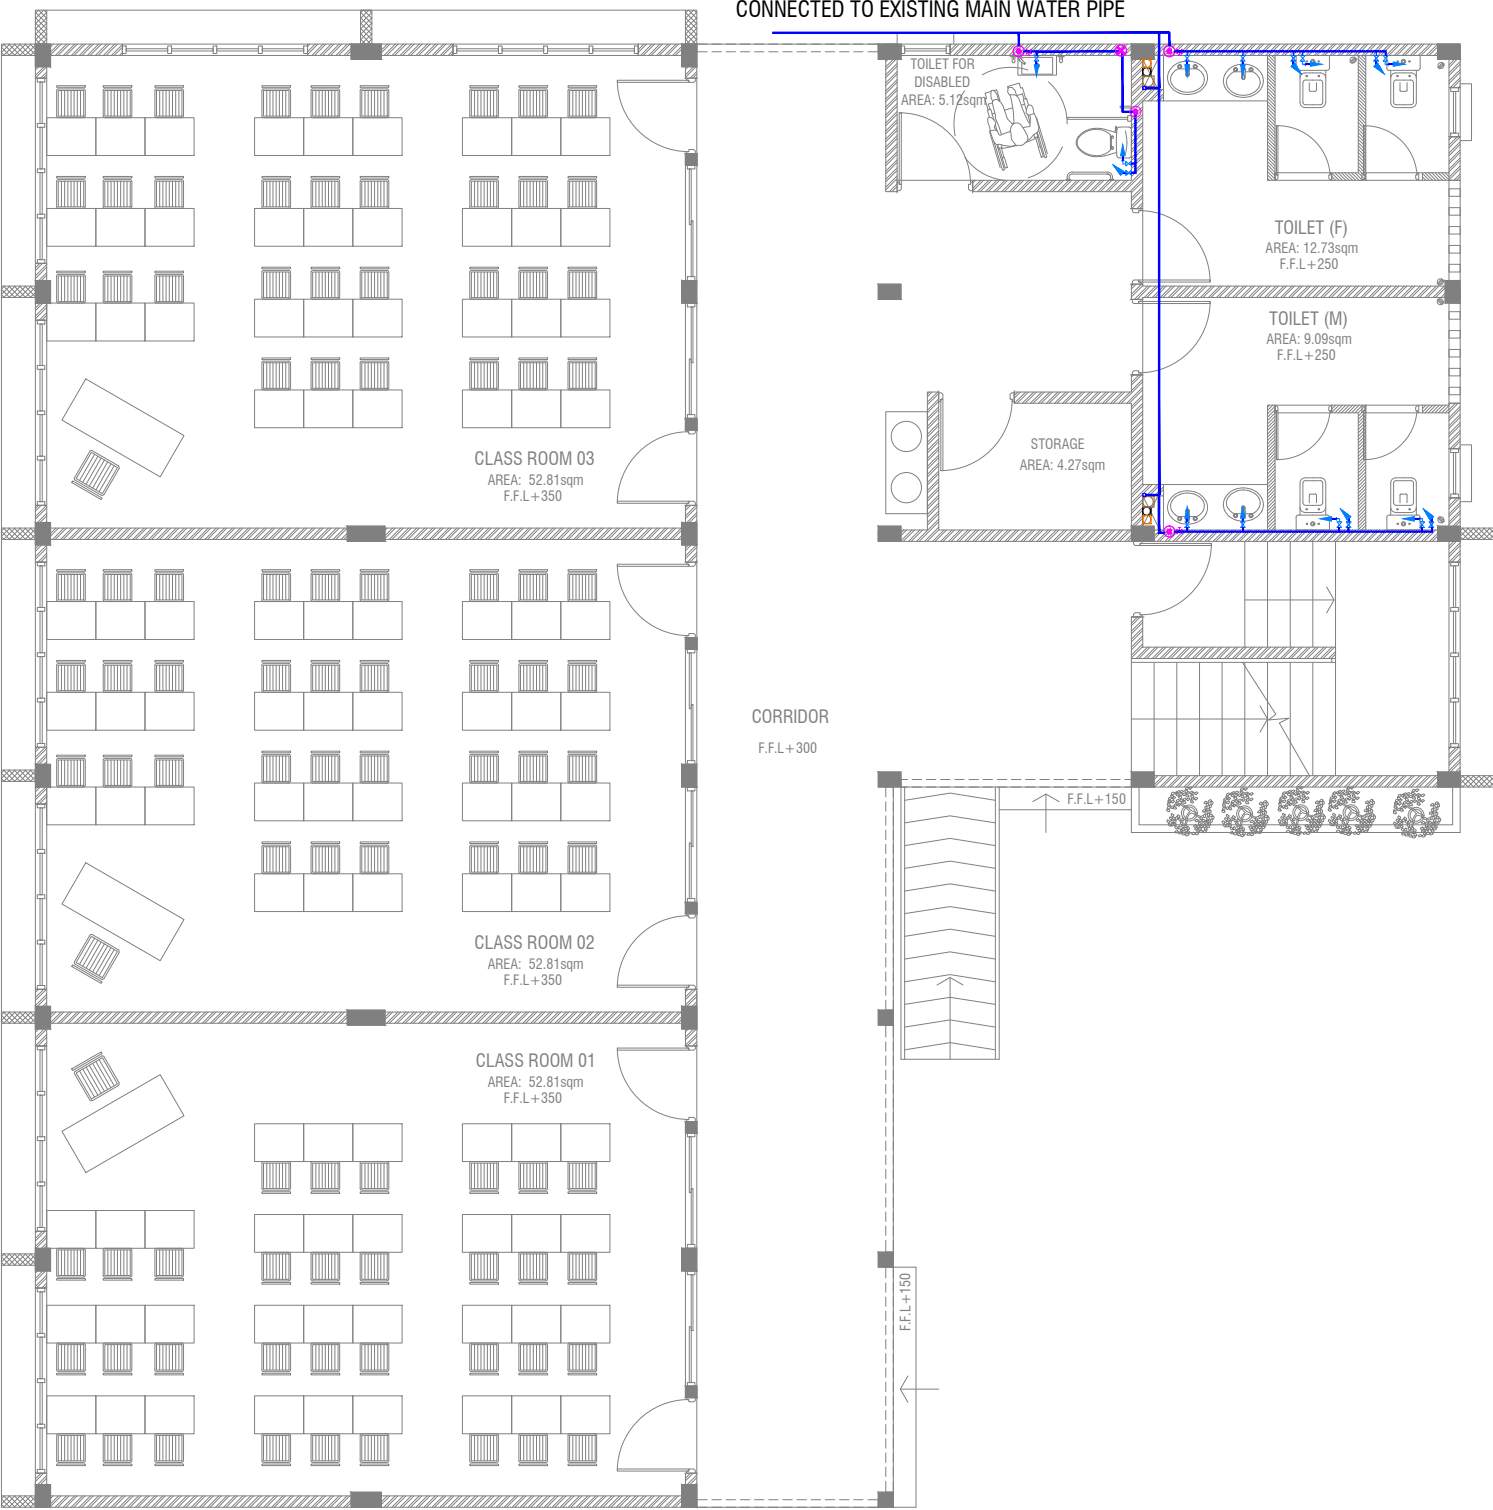 CONNECTED TO EXISTING MAIN WATER PIPE
TOILET FOR
DISABLED
AREA: 5.12sqm
TOILET (F)
AREA: 12.73sqm
F.F.L+250
TOILET (M)
AREA: 9.09sqm
F.F.L+250
STORAGE
AREA: 4.27sqm
CLASS ROOM 03
AREA: 52.81sqm
F.F.L+350
CORRIDOR
F.F.L+300
F.F.L+150
CLASS ROOM 02
AREA: 52.81sqm
F.F.L+350
CLASS ROOM 01
AREA: 52.81sqm
F.F.L+350
F.F.L+150